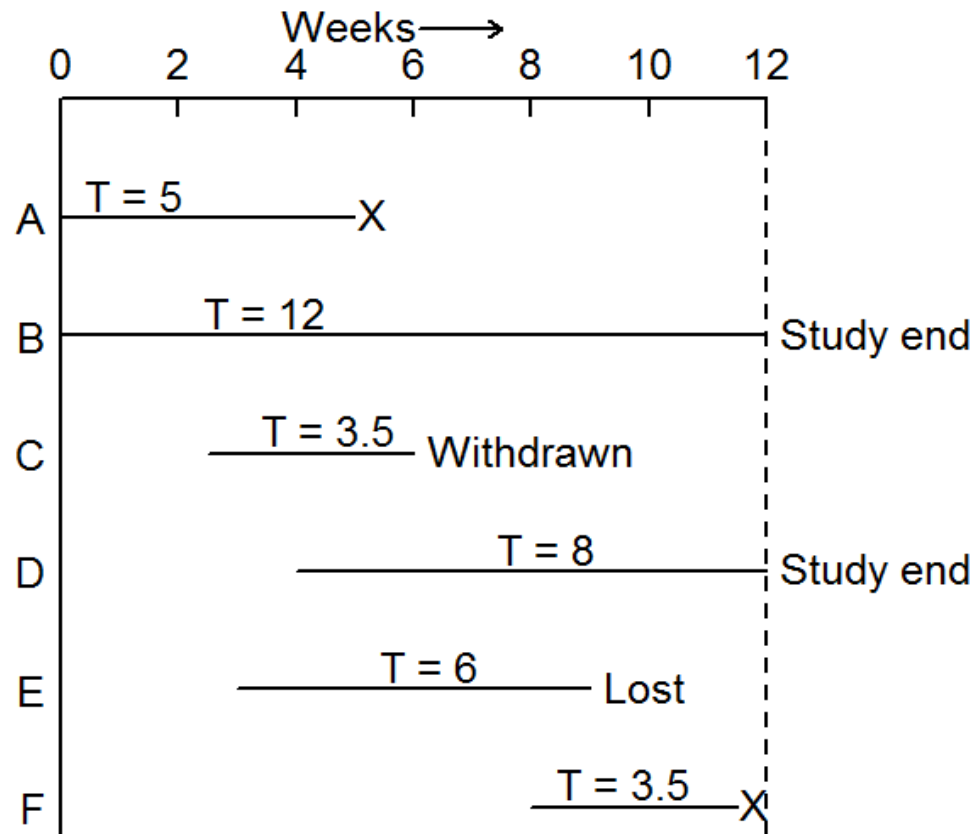 Weeks
0 2 4 6 8 10 12
T = 5
A X
T = 12
B Study end
T = 3.5
C Withdrawn
T = 8
D Study end
T = 6
E Lost
T = 3.5
F X